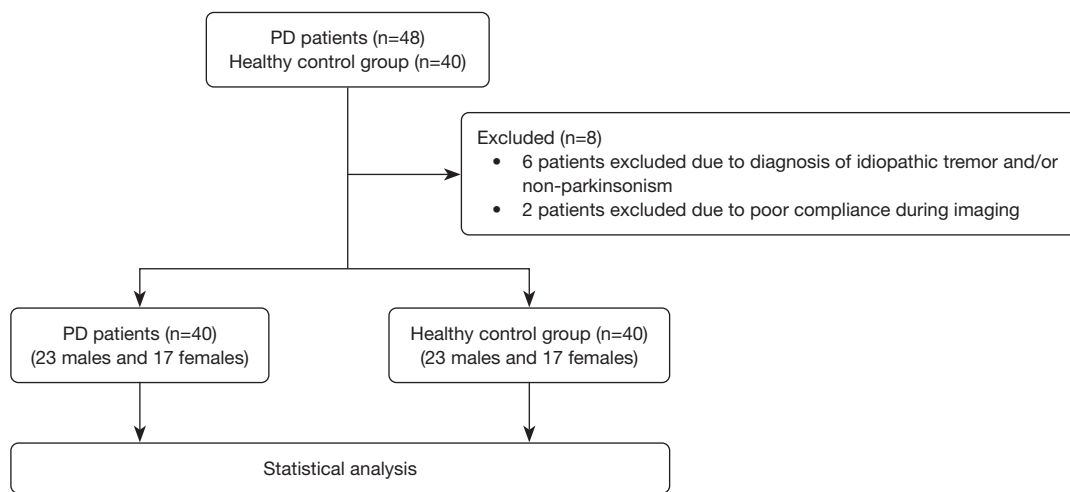 PD patients (n=48)
Healthy control group (n=40)
Excluded (n=8)
• 6 patients excluded due to diagnosis of idiopathic tremor and/or
non-parkinsonism
• 2 patients excluded due to poor compliance during imaging
PD patients (n=40)
(23 males and 17 females)
Healthy control group (n=40)
(23 males and 17 females)
Statistical analysis